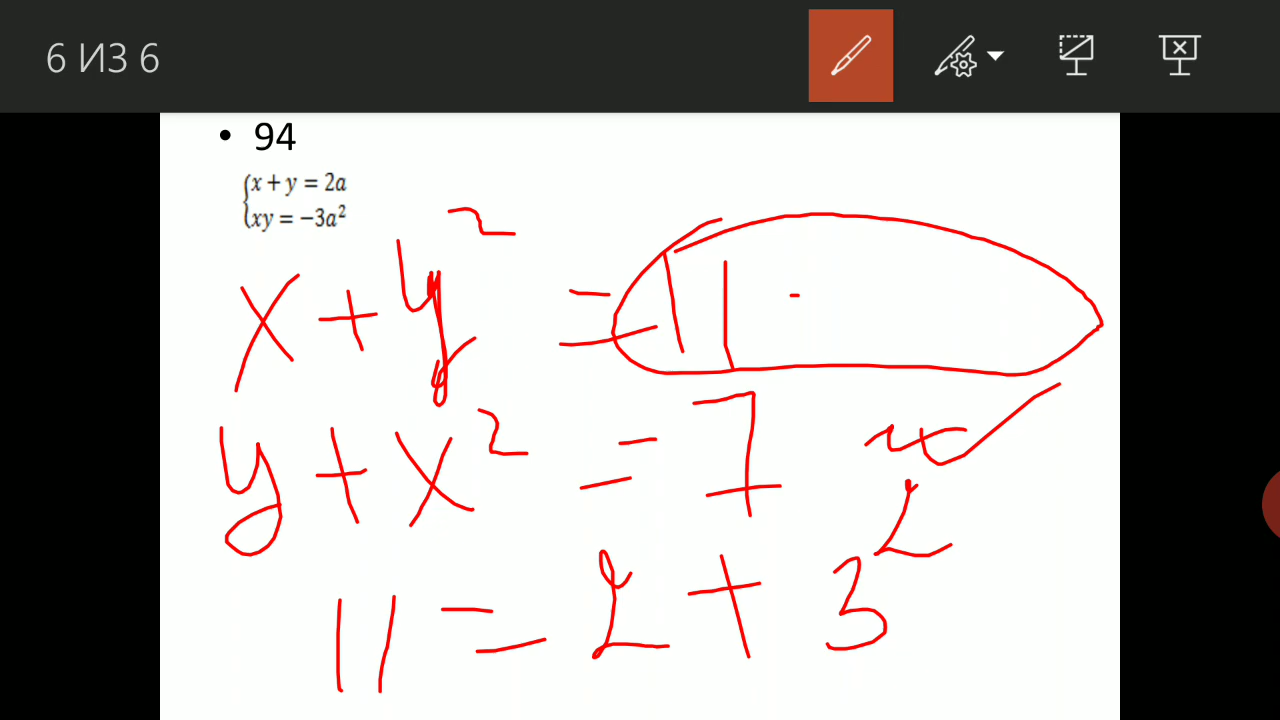 6 ИЗ 6
• 94
x + y = 2a
xy = −3a²
x + y² = 11
y + x² = 7
11 = 2 + 3²